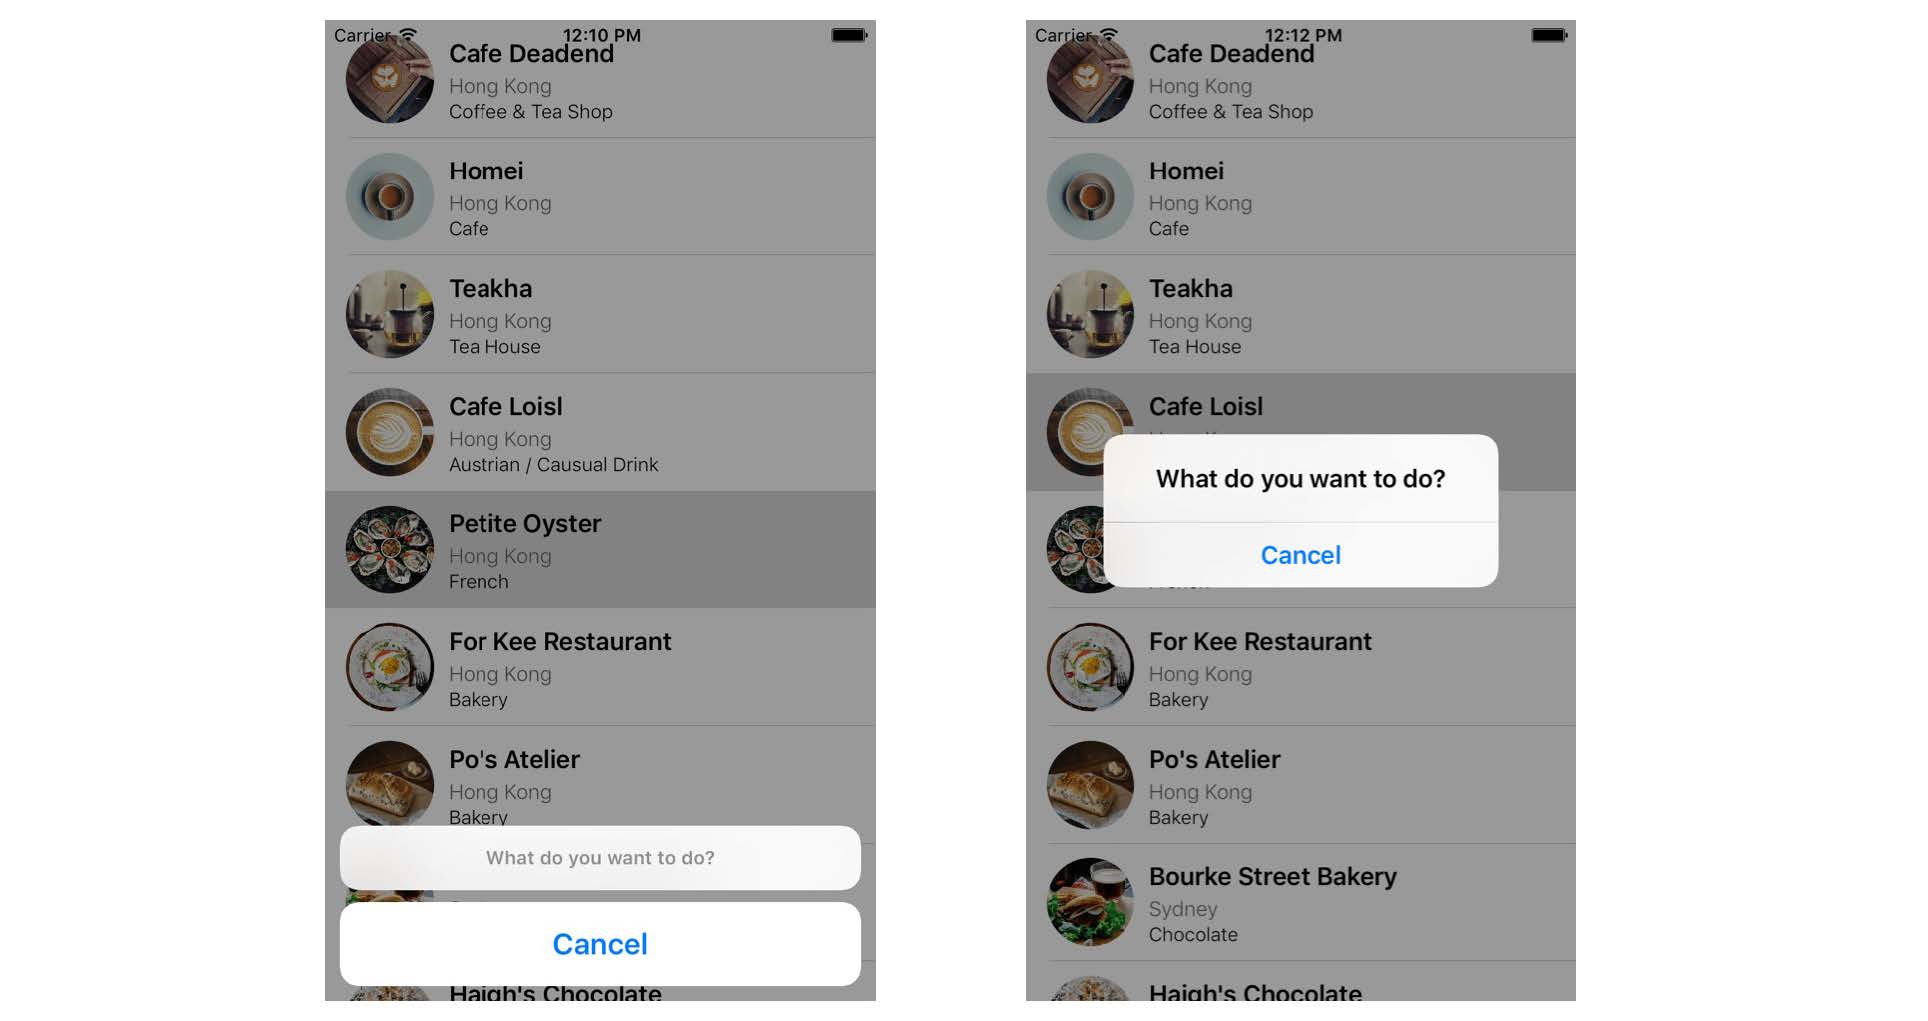 Carrier
12:10 PM
Cafe Deadend
Hong Kong
Coffee & Tea Shop
Homei
Hong Kong
Cafe
Teakha
Hong Kong
Tea House
Cafe Loisl
Hong Kong
Austrian / Causual Drink
Petite Oyster
Hong Kong
French
For Kee Restaurant
Hong Kong
Bakery
Po's Atelier
Hong Kong
Bakery
What do you want to do?
Cancel
Haigh's Chocolate
Carrier
12:12 PM
Cafe Deadend
Hong Kong
Coffee & Tea Shop
Homei
Hong Kong
Cafe
Teakha
Hong Kong
Tea House
Cafe Loisl
What do you want to do?
Cancel
For Kee Restaurant
Hong Kong
Bakery
Po's Atelier
Hong Kong
Bakery
Bourke Street Bakery
Sydney
Chocolate
Haigh's Chocolate